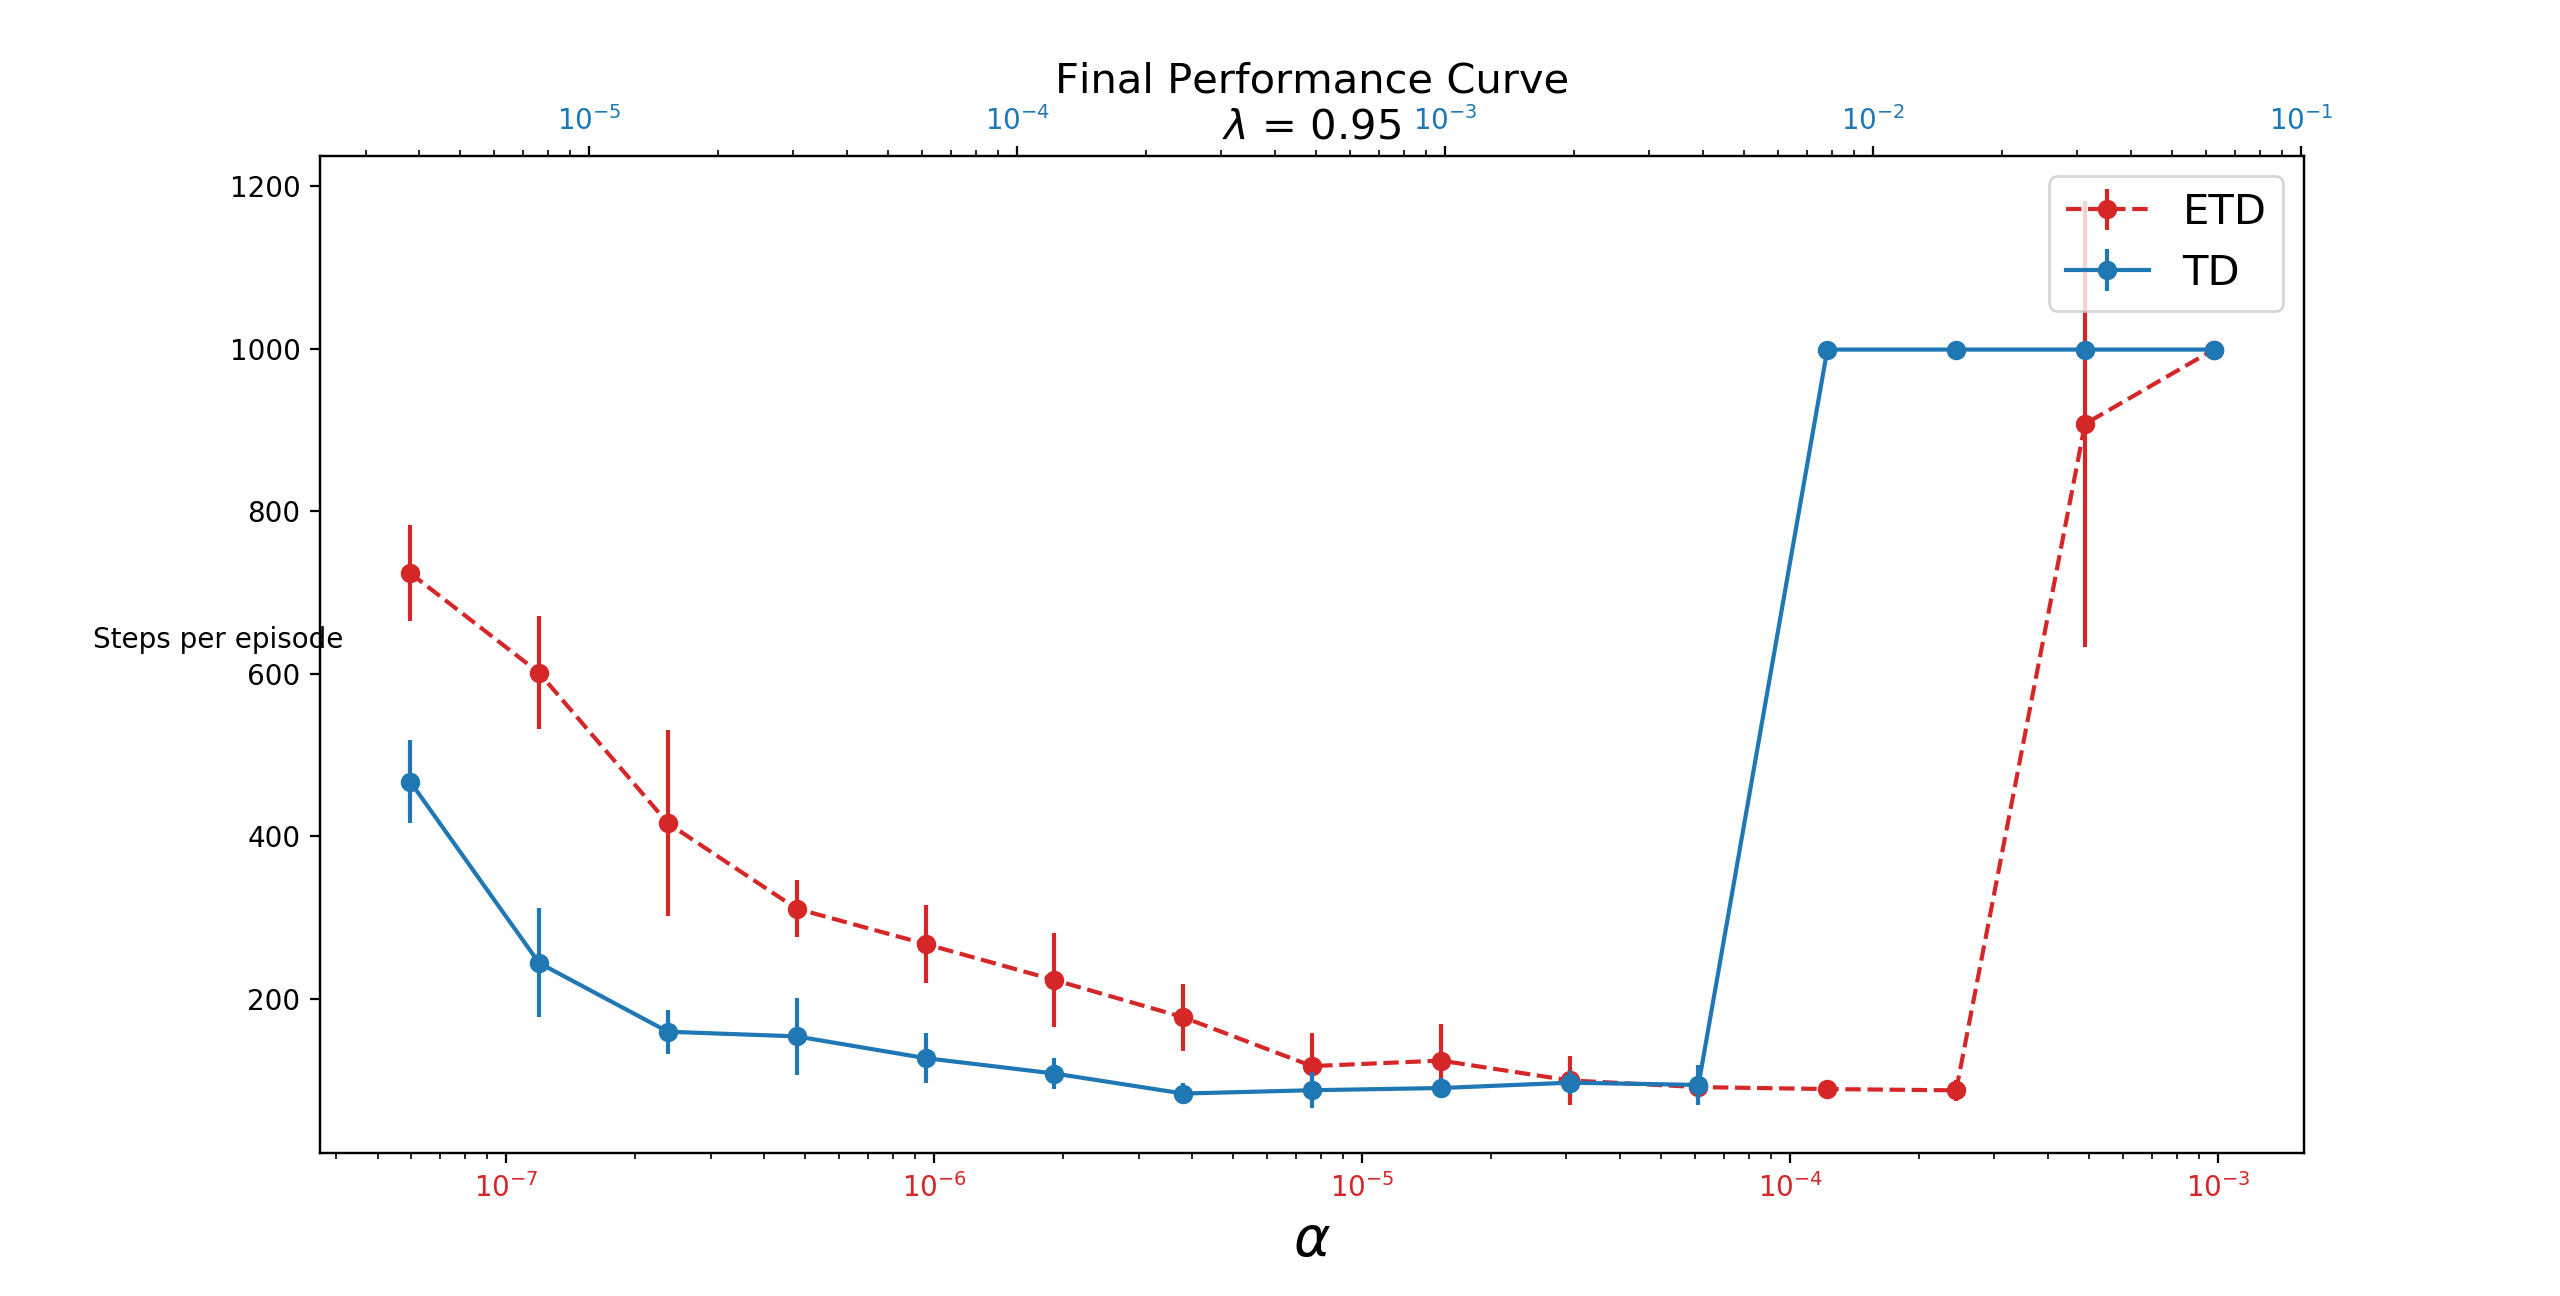 Final Performance Curve
λ = 0.95
10⁻⁵ 10⁻⁴ 10⁻³ 10⁻² 10⁻¹
ETD
TD
1200
1000
800
Steps per episode
600
400
200
10⁻⁷ 10⁻⁶ 10⁻⁵ 10⁻⁴ 10⁻³
α